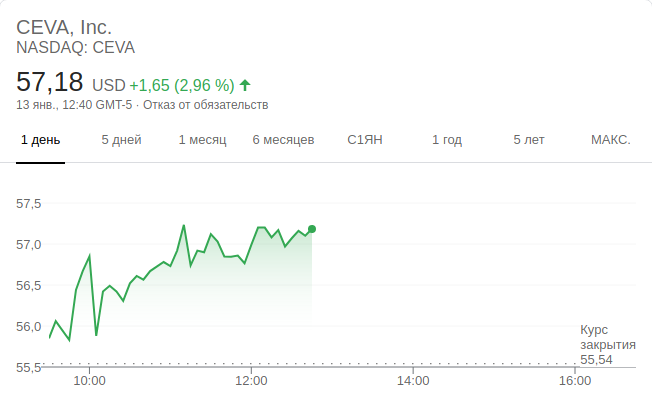 CEVA, Inc.
NASDAQ: CEVA
57,18 USD +1,65 (2,96 %)
13 янв., 12:40 GMT-5 · Отказ от обязательств
1 день 5 дней 1 месяц 6 месяцев С1ЯН 1 год 5 лет МАКС.
57,5
57,0
56,5
56,0
Курс
закрытия
55,54
55,5
10:00 12:00 14:00 16:00